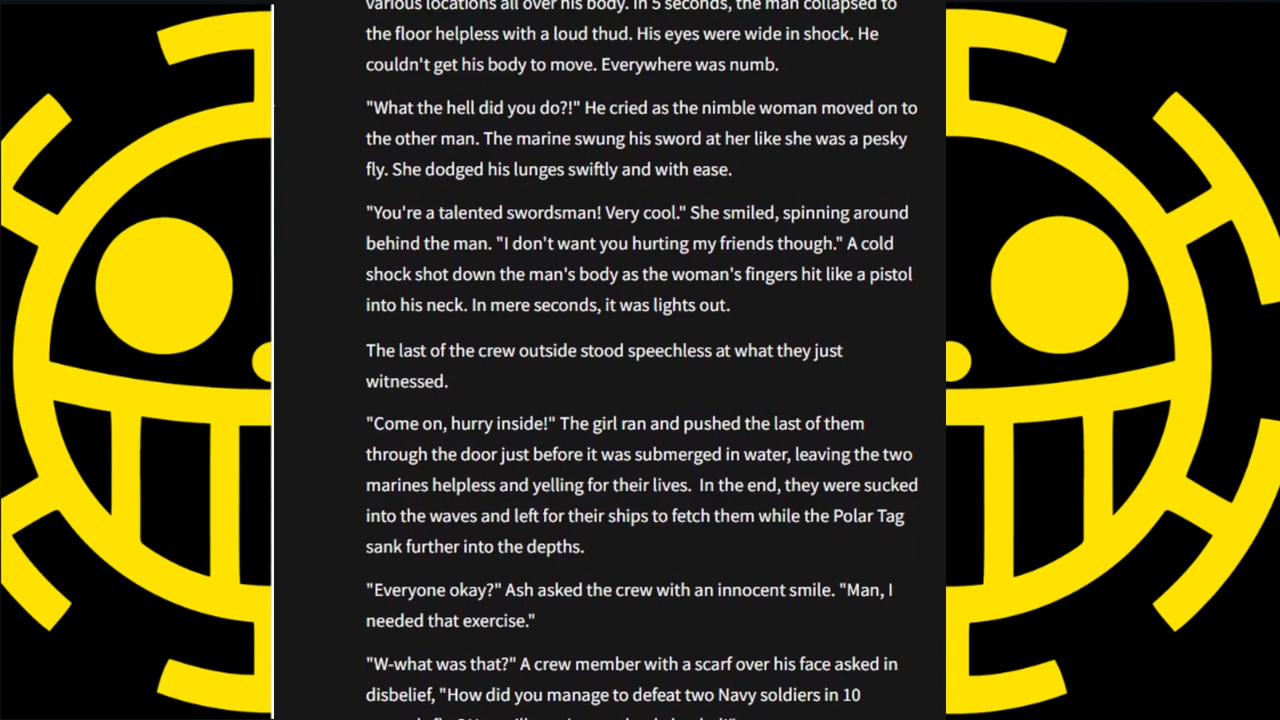 various locations all over his body. In 5 seconds, the man collapsed to
the floor helpless with a loud thud. His eyes were wide in shock. He
couldn't get his body to move. Everywhere was numb.
"What the hell did you do?!" He cried as the nimble woman moved on to
the other man. The marine swung his sword at her like she was a pesky
fly. She dodged his lunges swiftly and with ease.
"You're a talented swordsman! Very cool." She smiled, spinning around
behind the man. "I don't want you hurting my friends though." A cold
shock shot down the man's body as the woman's fingers hit like a pistol
into his neck. In mere seconds, it was lights out.
The last of the crew outside stood speechless at what they just
witnessed.
"Come on, hurry inside!" The girl ran and pushed the last of them
through the door just before it was submerged in water, leaving the two
marines helpless and yelling for their lives.  In the end, they were sucked
into the waves and left for their ships to fetch them while the Polar Tag
sank further into the depths.
"Everyone okay?" Ash asked the crew with an innocent smile. "Man, I
needed that exercise."
"W-what was that?" A crew member with a scarf over his face asked in
disbelief, "How did you manage to defeat two Navy soldiers in 10